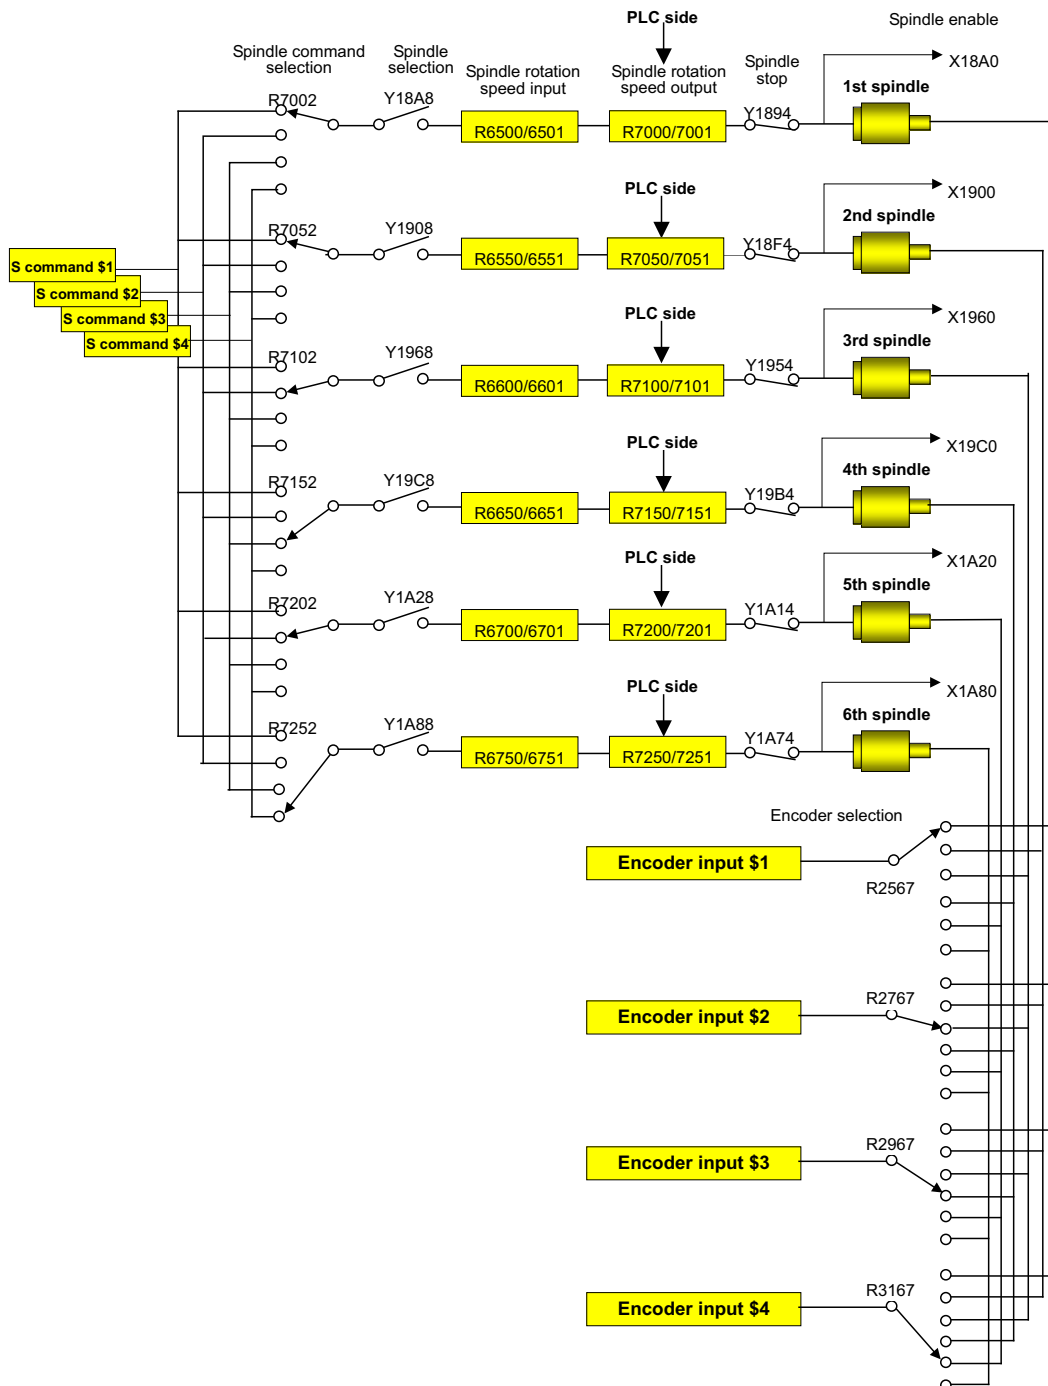 PLC side
Spindle enable
Spindle command
selection
Spindle
selection
Spindle rotation
speed input
Spindle rotation
speed output
Spindle
stop
X18A0
R7002
Y18A8
R6500/6501
R7000/7001
Y1894
1st spindle
PLC side
X1900
R7052
Y1908
R6550/6551
R7050/7051
Y18F4
2nd spindle
S command $1
S command $2
S command $3
S command $4
PLC side
X1960
R7102
Y1968
R6600/6601
R7100/7101
Y1954
3rd spindle
PLC side
X19C0
R7152
Y19C8
R6650/6651
R7150/7151
Y19B4
4th spindle
PLC side
X1A20
R7202
Y1A28
R6700/6701
R7200/7201
Y1A14
5th spindle
PLC side
X1A80
R7252
Y1A88
R6750/6751
R7250/7251
Y1A74
6th spindle
Encoder selection
Encoder input $1
R2567
Encoder input $2
R2767
Encoder input $3
R2967
Encoder input $4
R3167